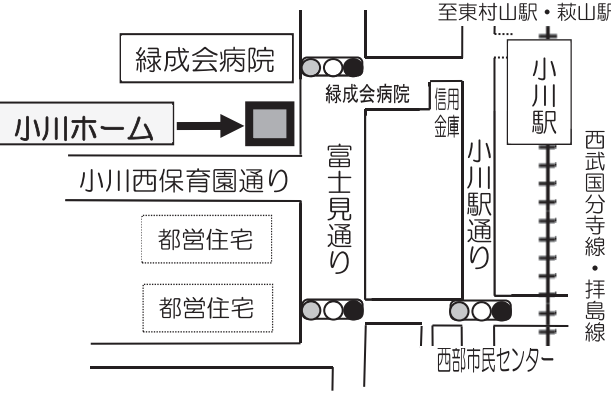 至東村山駅・萩山駅
緑成会病院
小川駅
緑成会病院
信用
金庫
小川ホーム
西武国分寺線・拝島線
富士見通り
小川駅通り
小川西保育園通り
都営住宅
都営住宅
西部市民センター